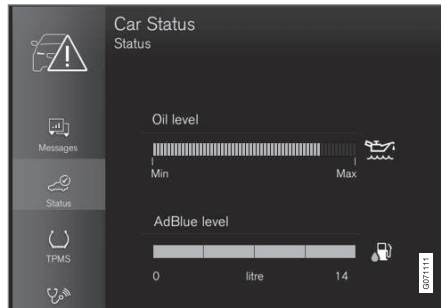 Car Status
Status
Messages
Status
TPMS
Oil level
Min Max
AdBlue level
0 litre 14
G071111